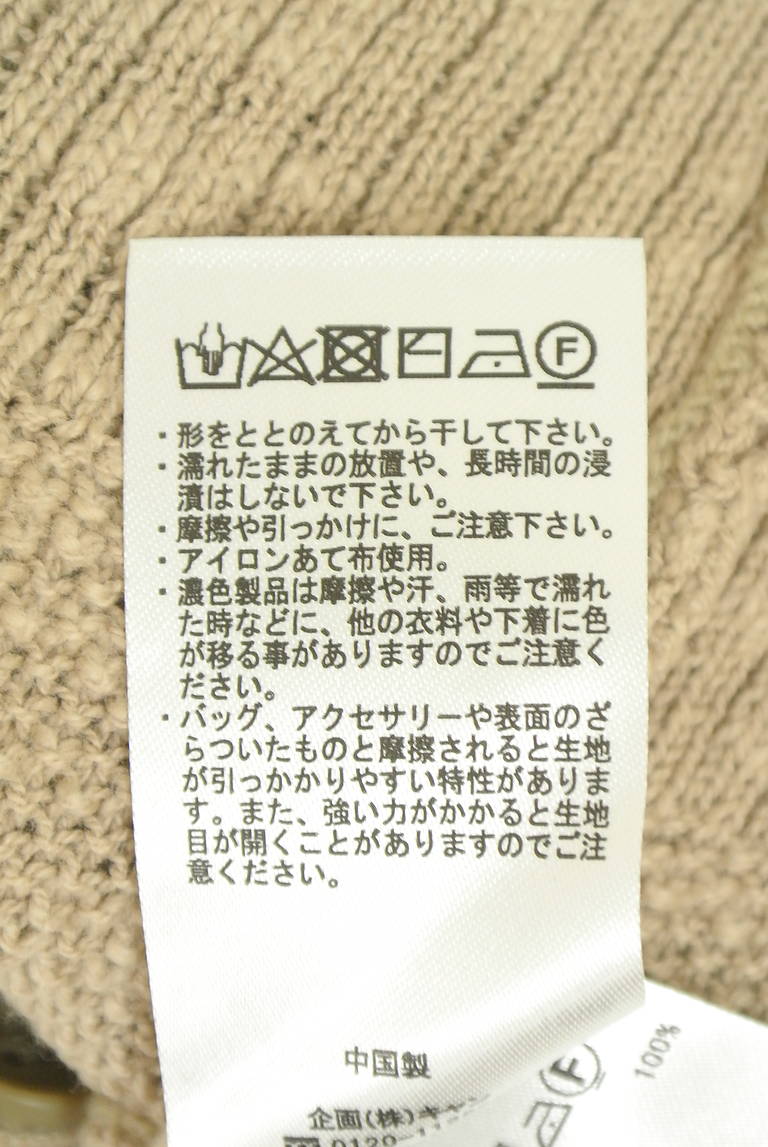 F
・形をととのえてから干して下さい。
・濡れたままの放置や、長時間の浸
漬はしないで下さい。
・摩擦や引っかけに、ご注意下さい。
・アイロンあて布使用。
・濃色製品は摩擦や汗、雨等で濡れ
た時などに、他の衣料や下着に色
が移る事がありますのでご注意く
ださい。
・バッグ、アクセサリーや表面のざ
らついたものと摩擦されると生地
が引っかかりやすい特性がありま
す。また、強い力がかかると生地
目が開くことがありますのでご注
意ください。
中国製
F
100%
企画(株)
0120-